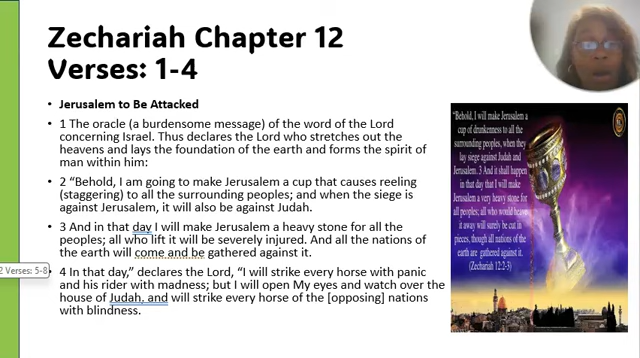 Zechariah Chapter 12
Verses: 1-4
• Jerusalem to Be Attacked
• 1 The oracle (a burdensome message) of the word of the Lord
concerning Israel. Thus declares the Lord who stretches out the
heavens and lays the foundation of the earth and forms the spirit of
man within him:
• 2 “Behold, I am going to make Jerusalem a cup that causes reeling
(staggering) to all the surrounding peoples; and when the siege is
against Jerusalem, it will also be against Judah.
• 3 And in that day I will make Jerusalem a heavy stone for all the
peoples; all who lift it will be severely injured. And all the nations of
the earth will come and be gathered against it.
• 4 In that day,” declares the Lord, “I will strike every horse with panic
and his rider with madness; but I will open My eyes and watch over the
house of Judah, and will strike every horse of the [opposing] nations
with blindness.
2 Verses: 5-8
"Behold, I will make Jerusalem a
cup of drunkenness to all the
surrounding peoples, when they
lay siege against Judah and
Jerusalem. 3 And it shall happen
in that day that I will make
Jerusalem a very heavy stone for
all peoples; all who would heave
it away will surely be cut in
pieces, though all nations of the
earth are gathered against it.
(Zechariah 12:2-3)